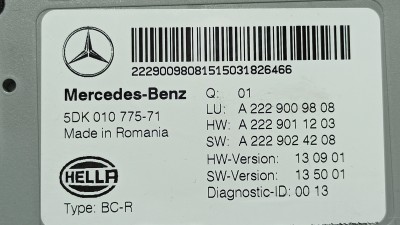 22290098081515031826466
Mercedes-Benz
5DK 010 775-71
Made in Romania
HELLA
Type: BC-R
Q: 01
LU: A 222 900 98 08
HW: A 222 901 12 03
SW: A 222 902 42 08
HW-Version: 13 09 01
SW-Version: 13 50 01
Diagnostic-ID: 00 13